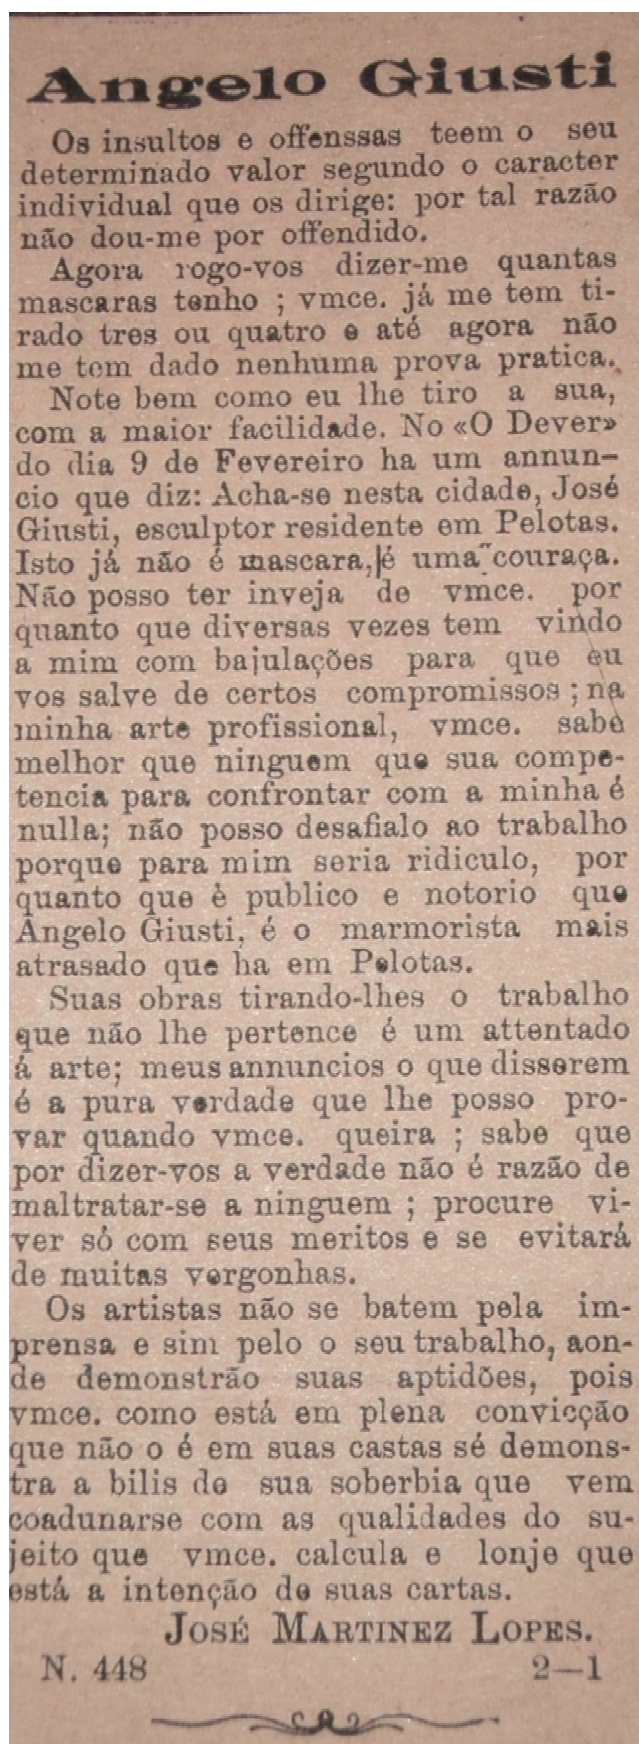 Angelo Giusti
Os insultos e offenssas teem o seu
determinado valor segundo o caracter
individual que os dirige: por tal razão
não dou-me por offendido.
Agora rogo-vos dizer-me quantas
mascaras tenho ; vmce. já me tem ti-
rado tres ou quatro e até agora não
me tem dado nenhuma prova pratica.
Note bem como eu lhe tiro a sua,
com a maior facilidade. No «O Dever»
do dia 9 de Fevereiro ha um annun-
cio que diz: Acha-se nesta cidade, José
Giusti, esculptor residente em Pelotas.
Isto já não é mascara, é uma couraça.
Não posso ter inveja de vmce. por
quanto que diversas vezes tem vindo
a mim com bajulações para que eu
vos salve de certos compromissos ; na
minha arte profissional, vmce. sabe
melhor que ninguem que sua compe-
tencia para confrontar com a minha é
nulla; não posso desafialo ao trabalho
porque para mim seria ridiculo, por
quanto que è publico e notorio que
Angelo Giusti, é o marmorista mais
atrasado que ha em Pelotas.
Suas obras tirando-lhes o trabalho
que não lhe pertence é um attentado
á arte; meus annuncios o que disserem
é a pura verdade que lhe posso pro-
var quando vmce. queira ; sabe que
por dizer-vos a verdade não é razão de
maltratar-se a ninguem ; procure vi-
ver só com seus meritos e se evitará
de muitas vergonhas.
Os artistas não se batem pela im-
prensa e sim pelo o seu trabalho, aon-
de demonstrão suas aptidões, pois
vmce. como está em plena convicção
que não o é em suas castas sé demons-
tra a bilis de sua soberbia que vem
coadunarse com as qualidades do su-
jeito que vmce. calcula e lonje que
está a intenção de suas cartas.
JOSÉ MARTINEZ LOPES.
N. 448 2—1